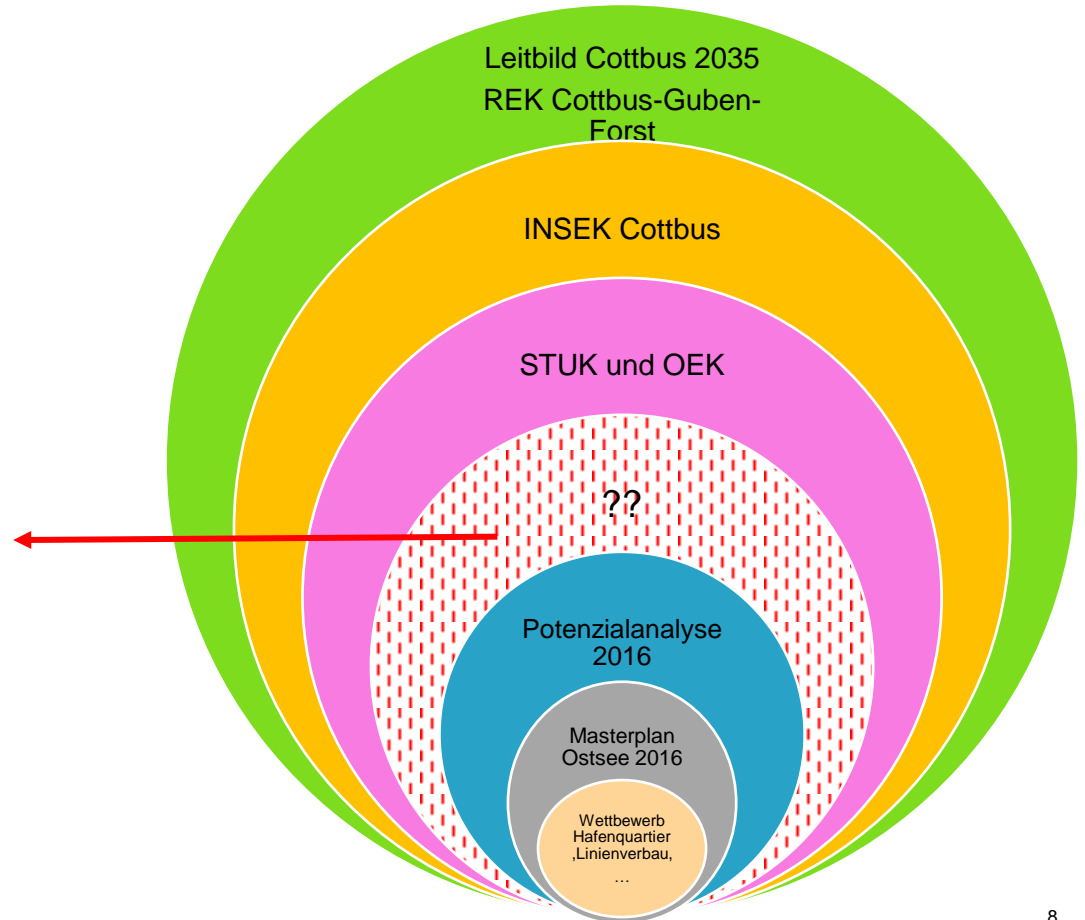 Leitbild Cottbus 2035
REK Cottbus-Guben-
Forst
INSEK Cottbus
STUK und OEK
??
Potenzialanalyse
2016
Masterplan
Ostsee 2016
Wettbewerb
Hafenquartier
,Linienverbau,
...
8